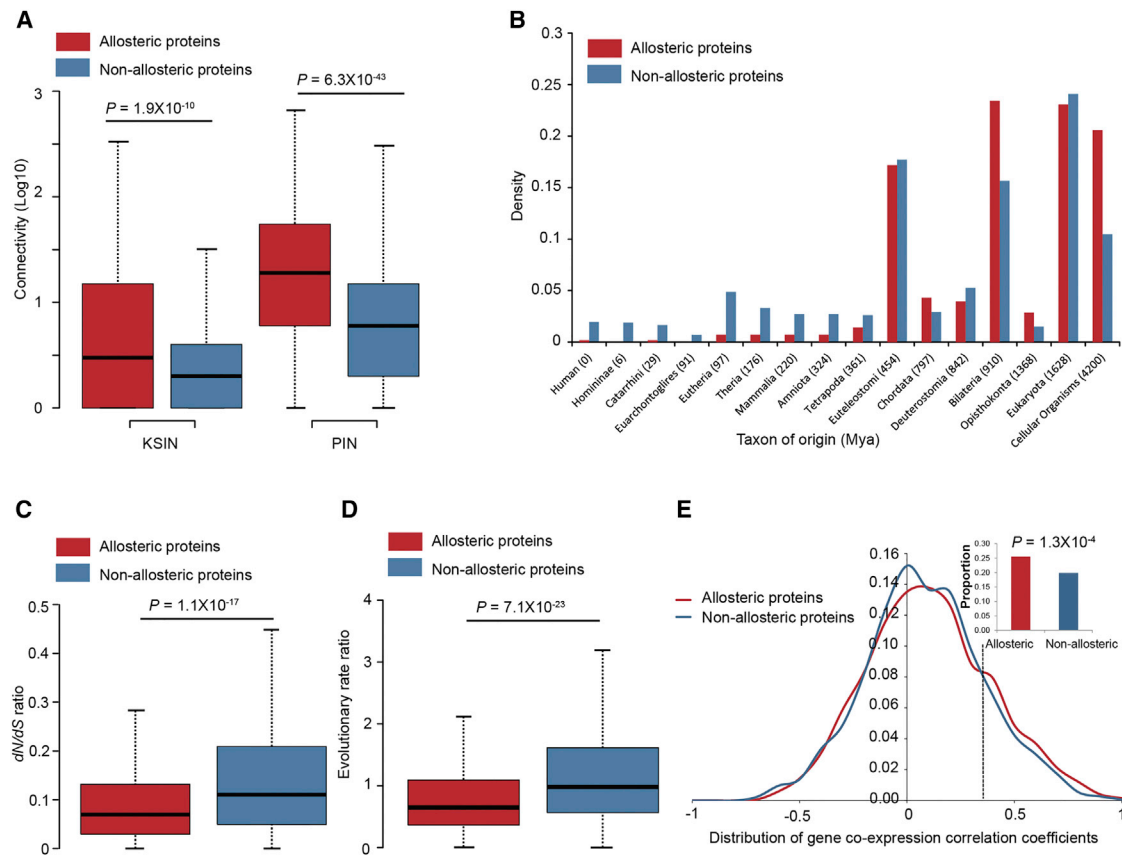 A
Allosteric proteins
Non-allosteric proteins
P = 1.9X10-10
P = 6.3X10-43
Connectivity (Log10)
3
2
1
0
KSIN
PIN
B
Allosteric proteins
Non-allosteric proteins
Density
0.3
0.25
0.2
0.15
0.1
0.05
0
Human (0)
Homininae (6)
Catarrhini (29)
Euarchontoglires (91)
Eutheria (97)
Theria (176)
Mammalia (220)
Amniota (324)
Tetrapoda (361)
Euteleostomi (454)
Chordata (797)
Deuterostomia (842)
Bilateria (910)
Opisthokonta (1368)
Eukaryota (1628)
Cellular Organisms (4200)
Taxon of origin (Mya)
C
Allosteric proteins
Non-allosteric proteins
P = 1.1X10-17
dN/dS ratio
0.5
0.4
0.3
0.2
0.1
0
D
Allosteric proteins
Non-allosteric proteins
P = 7.1X10-23
Evolutionary rate ratio
4
3
2
1
0
E
Allosteric proteins
Non-allosteric proteins
0.16
0.14
0.12
0.10
0.08
0.06
0.04
0.02
0.00
-1
-0.5
0
0.5
1
Distribution of gene co-expression correlation coefficients
P = 1.3X10-4
Proportion
0.30
0.25
0.20
0.15
0.10
0.05
0.00
Allosteric
Non-allosteric